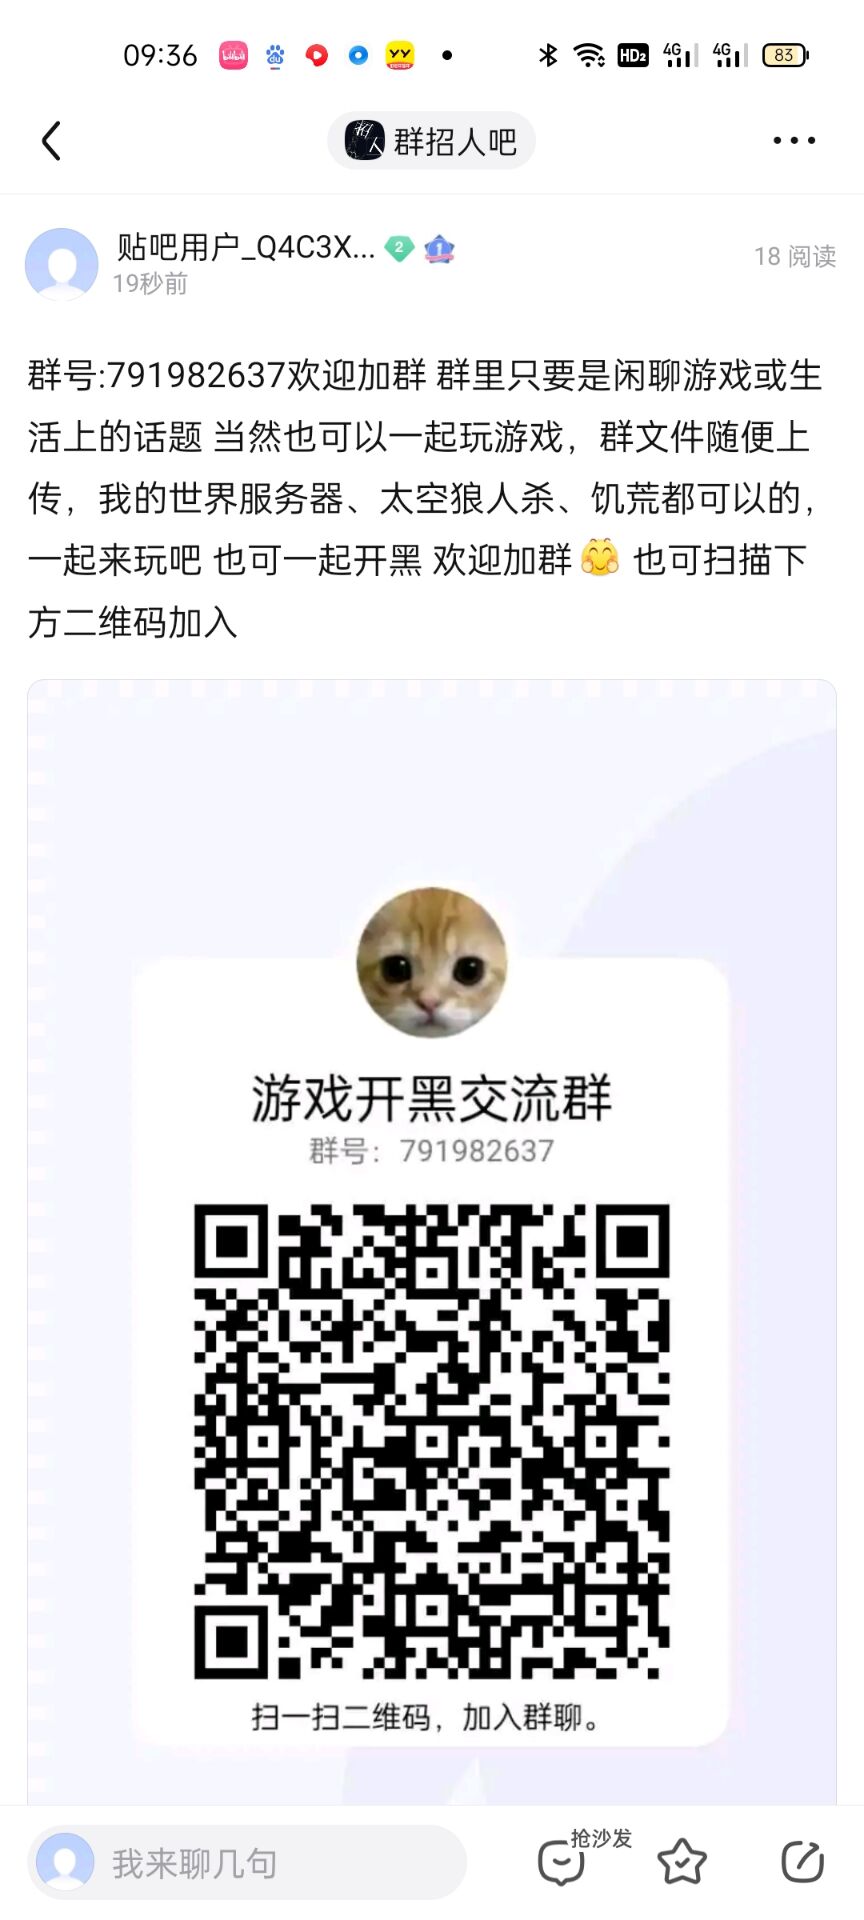 09:36 HD2 4G 4G 83
群招人吧
贴吧用户_Q4C3X... 2 1
19秒前
18 阅读
群号:791982637欢迎加群 群里只要是闲聊游戏或生
活上的话题 当然也可以一起玩游戏，群文件随便上
传，我的世界服务器、太空狼人杀、饥荒都可以的，
一起来玩吧 也可一起开黑 欢迎加群🤗 也可扫描下
方二维码加入
游戏开黑交流群
群号：791982637
扫一扫二维码，加入群聊。
我来聊几句
抢沙发